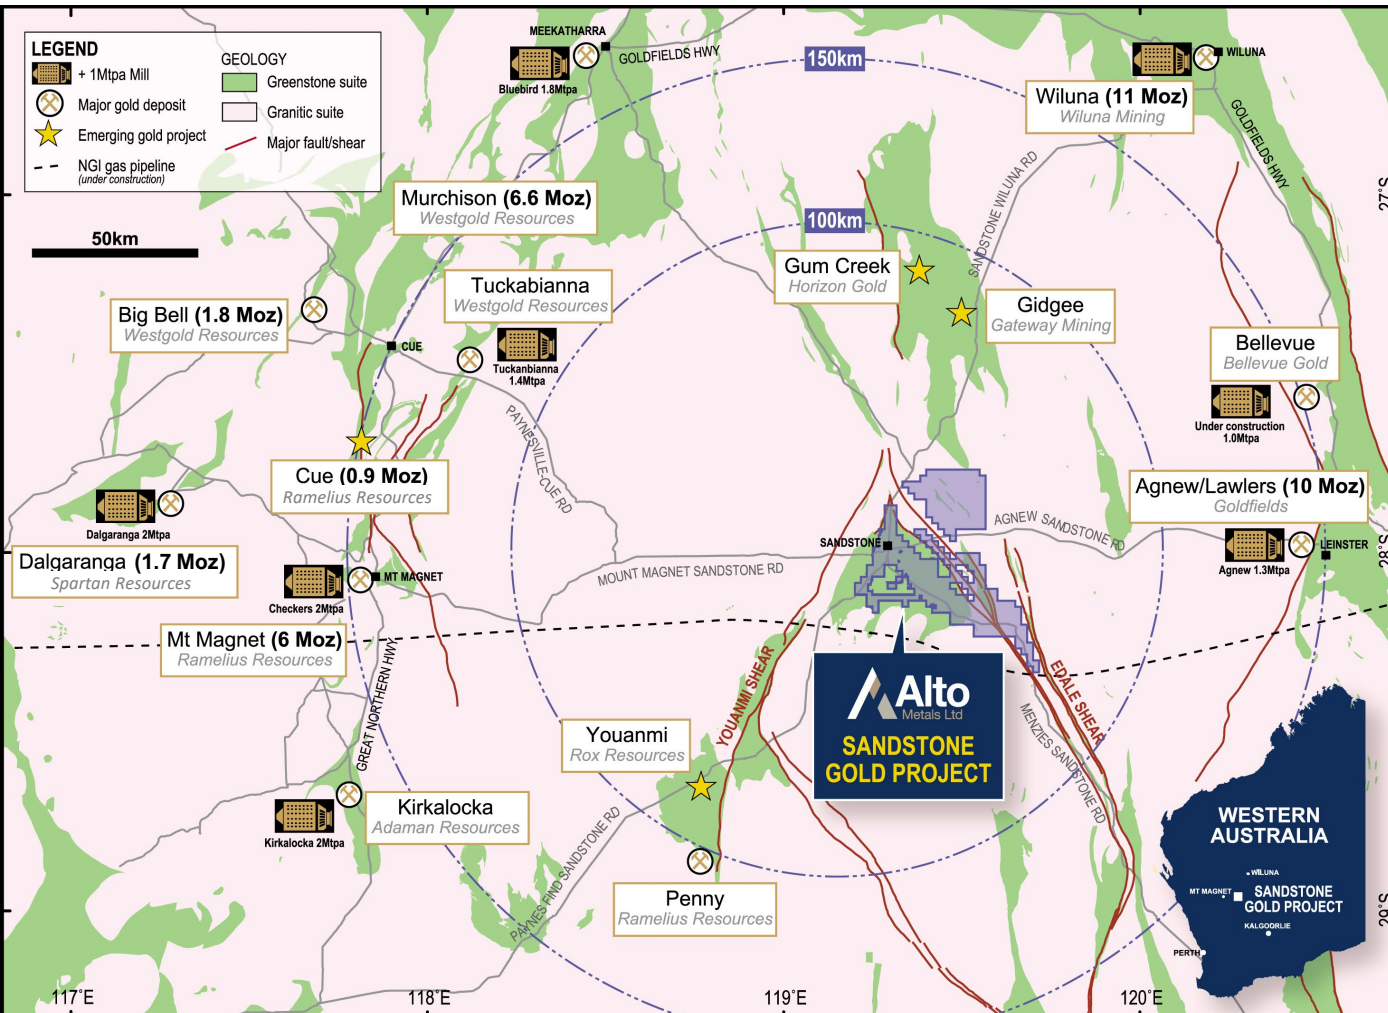 LEGEND
+ 1Mtpa Mill
Major gold deposit
Emerging gold project
NGI gas pipeline
(under construction)
GEOLOGY
Greenstone suite
Granitic suite
Major fault/shear
50km
MEEKATHARRA
GOLDFIELDS HWY
Bluebird 1.8Mtpa
150km
WILUNA
Wiluna (11 Moz)
Wiluna Mining
GOLDFIELDS HWY
27°S
Murchison (6.6 Moz)
Westgold Resources
100km
SANDSTONE WILUNA RD
Gum Creek
Horizon Gold
Gidgee
Gateway Mining
Tuckabianna
Westgold Resources
Big Bell (1.8 Moz)
Westgold Resources
CUE
Tuckanbianna
1.4Mtpa
Bellevue
Bellevue Gold
Under construction
1.0Mtpa
PAYNESVILLE-CUE RD
Cue (0.9 Moz)
Ramelius Resources
Agnew/Lawlers (10 Moz)
Goldfields
Dalgaranga 2Mtpa
Dalgaranga (1.7 Moz)
Spartan Resources
AGNEW SANDSTONE RD
SANDSTONE
LEINSTER
Agnew 1.3Mtpa
28°S
MT MAGNET
Checkers 2Mtpa
MOUNT MAGNET SANDSTONE RD
Mt Magnet (6 Moz)
Ramelius Resources
GREAT NORTHERN HWY
YOUANMI SHEAR
EDALE SHEAR
MENZIES SANDSTONE RD
Alto
Metals Ltd
SANDSTONE
GOLD PROJECT
Youanmi
Rox Resources
Kirkalocka
Adaman Resources
Kirkalocka 2Mtpa
PAYNES FIND SANDSTONE RD
Penny
Ramelius Resources
WESTERN
AUSTRALIA
WILUNA
MT MAGNET
SANDSTONE
GOLD PROJECT
KALGOORLIE
PERTH
29°S
117°E
118°E
119°E
120°E